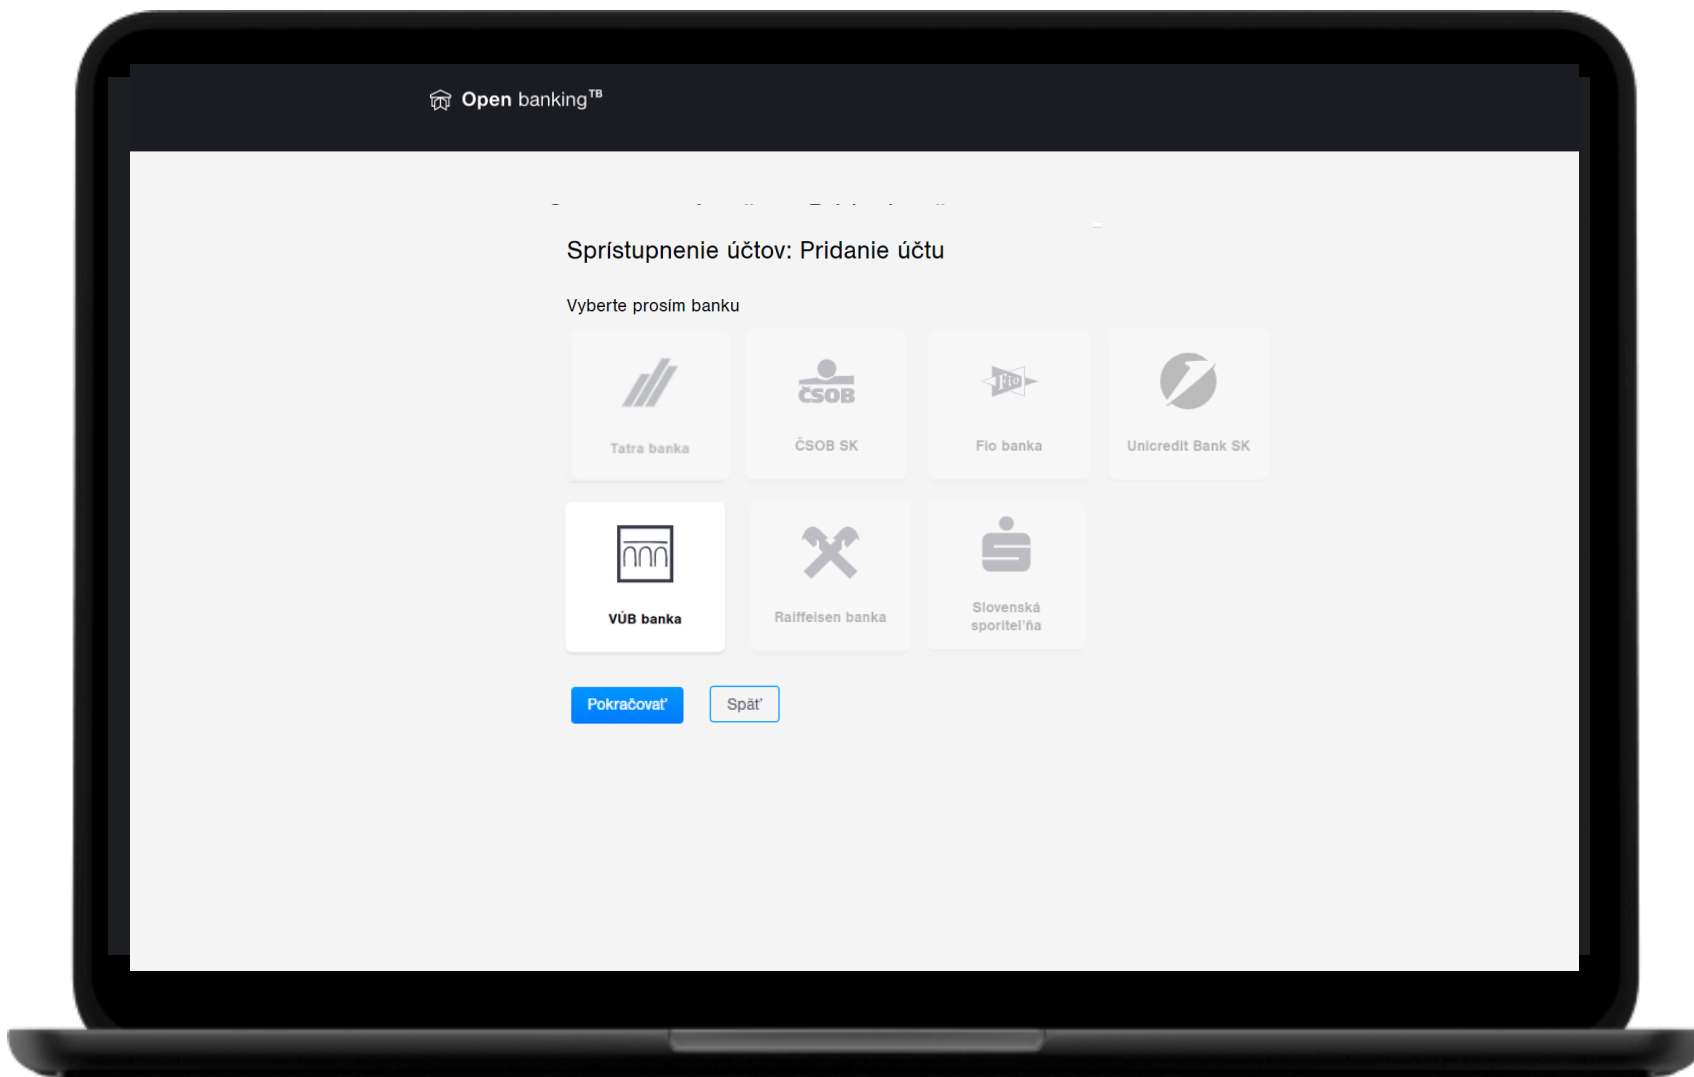 Open banking TB
Sprístupnenie účtov: Pridanie účtu
Vyberte prosím banku
ČSOB
Fio
Tatra banka
ČSOB SK
Fio banka
Unicredit Bank SK
VÚB banka
Raiffeisen banka
Slovenská
sporiteľňa
Pokračovať
Späť